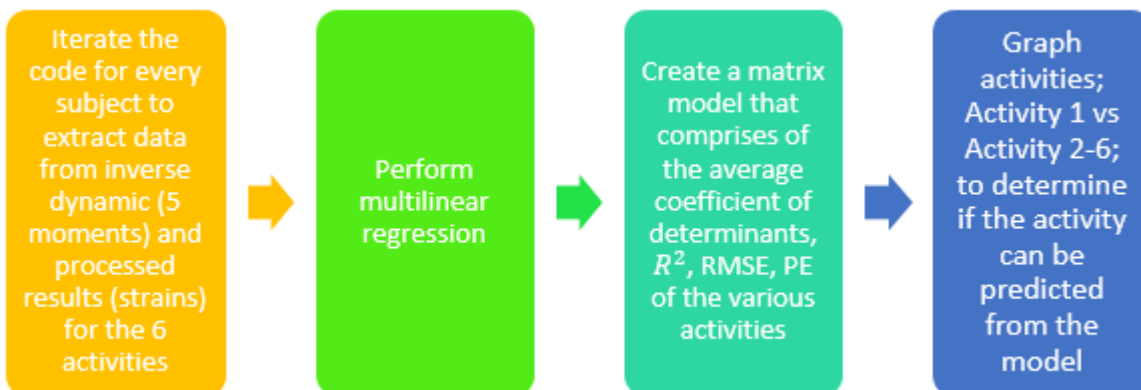 Iterate the
code for every
subject to
extract data
from inverse
dynamic (5
moments) and
processed
results (strains)
for the 6
activities
Perform
multilinear
regression
Create a matrix
model that
comprises of
the average
coefficient of
determinants,
R², RMSE, PE
of the various
activities
Graph
activities;
Activity 1 vs
Activity 2-6;
to determine
if the activity
can be
predicted
from the
model